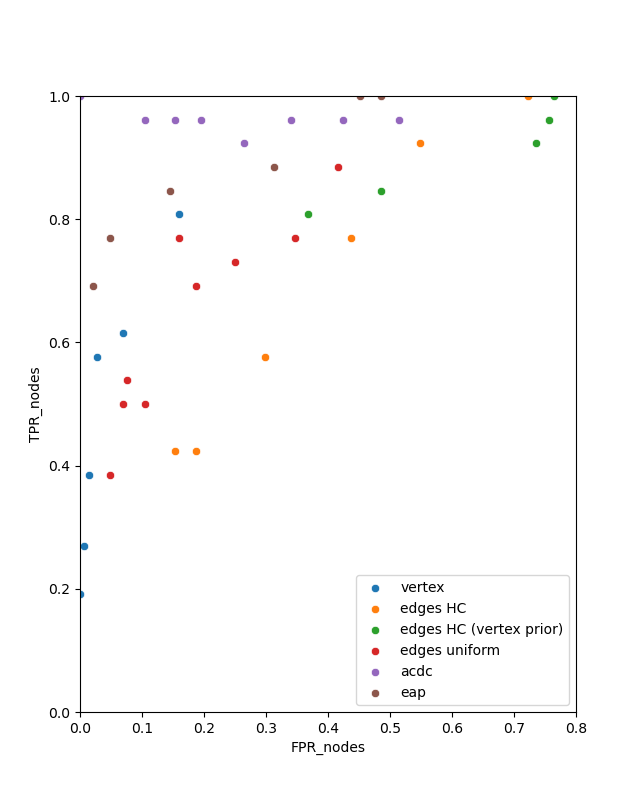 1.0
0.8
0.6
0.4
0.2
0.0
TPR_nodes
0.0 0.1 0.2 0.3 0.4 0.5 0.6 0.7 0.8
FPR_nodes
vertex
edges HC
edges HC (vertex prior)
edges uniform
acdc
eap